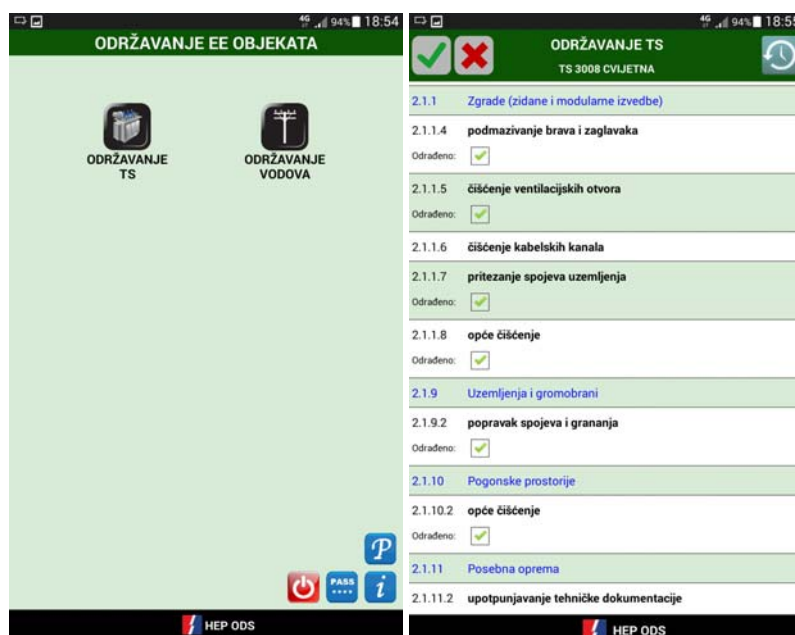 4G 94% 18:54
ODRŽAVANJE EE OBJEKATA
ODRŽAVANJE
TS
ODRŽAVANJE
VODOVA
P
PASS
i
HEP ODS
4G 94% 18:55
ODRŽAVANJE TS
TS 3008 CVIJETNA
2.1.1 Zgrade (zidane i modularne izvedbe)
2.1.1.4 podmazivanje brava i zaglavaka
Odrađeno:
2.1.1.5 čišćenje ventilacijskih otvora
Odrađeno:
2.1.1.6 čišćenje kabelskih kanala
2.1.1.7 pritezanje spojeva uzemljenja
Odrađeno:
2.1.1.8 opće čišćenje
Odrađeno:
2.1.9 Uzemljenja i gromobrani
2.1.9.2 popravak spojeva i grananja
Odrađeno:
2.1.10 Pogonske prostorije
2.1.10.2 opće čišćenje
Odrađeno:
2.1.11 Posebna oprema
2.1.11.2 upotpunjavanje tehničke dokumentacije
HEP ODS